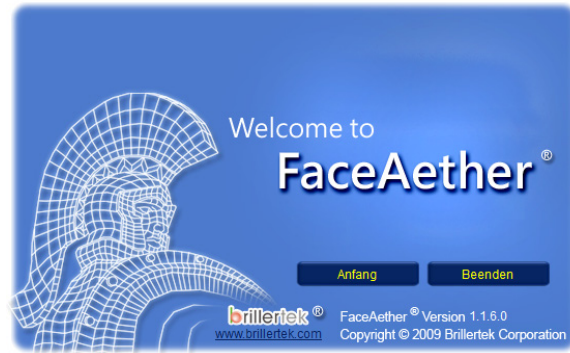 Welcome to
FaceAether ®
Anfang Beenden
brillertek ® FaceAether ® Version 1.1.6.0
www.brillertek.com Copyright © 2009 Brillertek Corporation